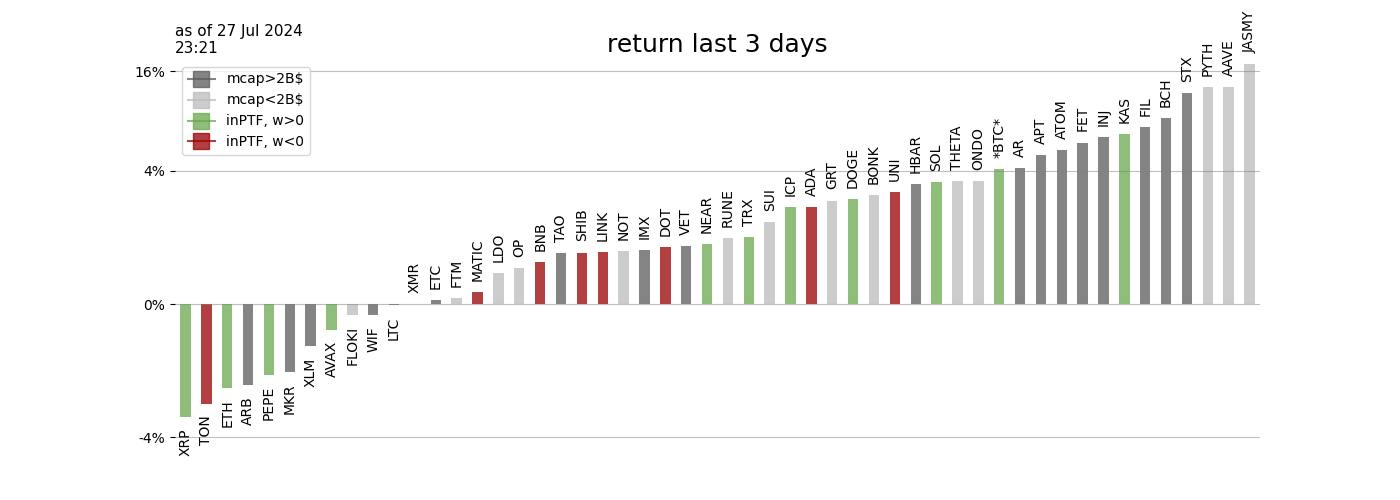 as of 27 Jul 2024
23:21
return last 3 days
mcap>2B$
mcap<2B$
inPTF, w>0
inPTF, w<0
16%
4%
0%
-4%
XRP
TON
ETH
ARB
PEPE
MKR
XLM
AVAX
FLOKI
WIF
LTC
XMR
ETC
FTM
MATIC
LDO
OP
BNB
TAO
SHIB
LINK
NOT
IMX
DOT
VET
NEAR
RUNE
TRX
SUI
ICP
ADA
GRT
DOGE
BONK
UNI
HBAR
SOL
THETA
ONDO
*BTC*
AR
APT
ATOM
FET
INJ
KAS
FIL
BCH
STX
PYTH
AAVE
JASMY